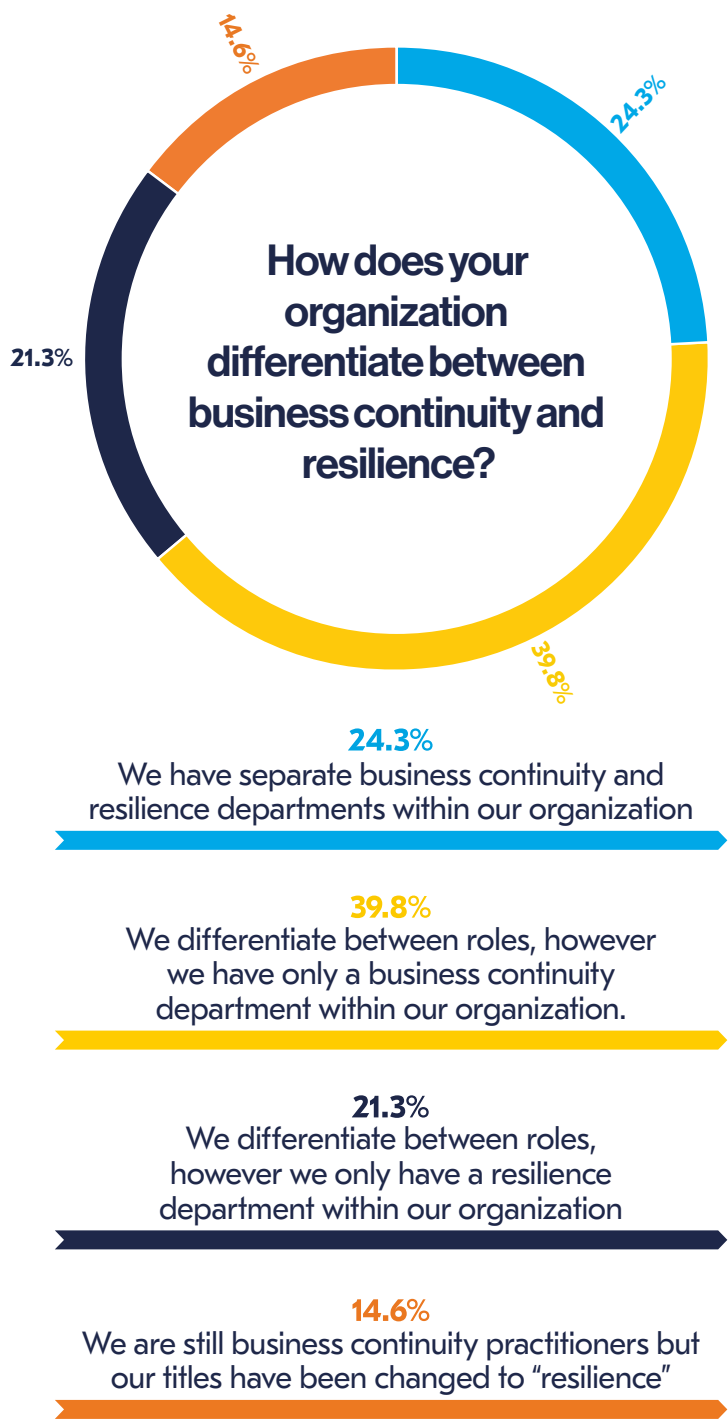 14.6%
24.3%
How does your
organization
differentiate between
business continuity and
resilience?
21.3%
39.8%
24.3%
We have separate business continuity and
resilience departments within our organization
39.8%
We differentiate between roles, however
we have only a business continuity
department within our organization.
21.3%
We differentiate between roles,
however we only have a resilience
department within our organization
14.6%
We are still business continuity practitioners but
our titles have been changed to “resilience”